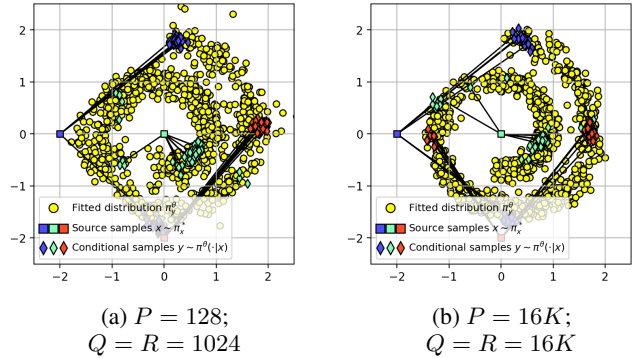 2
1
0
−1
−2
−2 −1 0 1 2
Fitted distribution π_y^θ
Source samples x ~ π_x^*
Conditional samples y ~ π^θ(·|x)
(a) P = 128;
Q = R = 1024
2
1
0
−1
−2
−2 −1 0 1 2
Fitted distribution π_y^θ
Source samples x ~ π_x^*
Conditional samples y ~ π^θ(·|x)
(b) P = 16K;
Q = R = 16K